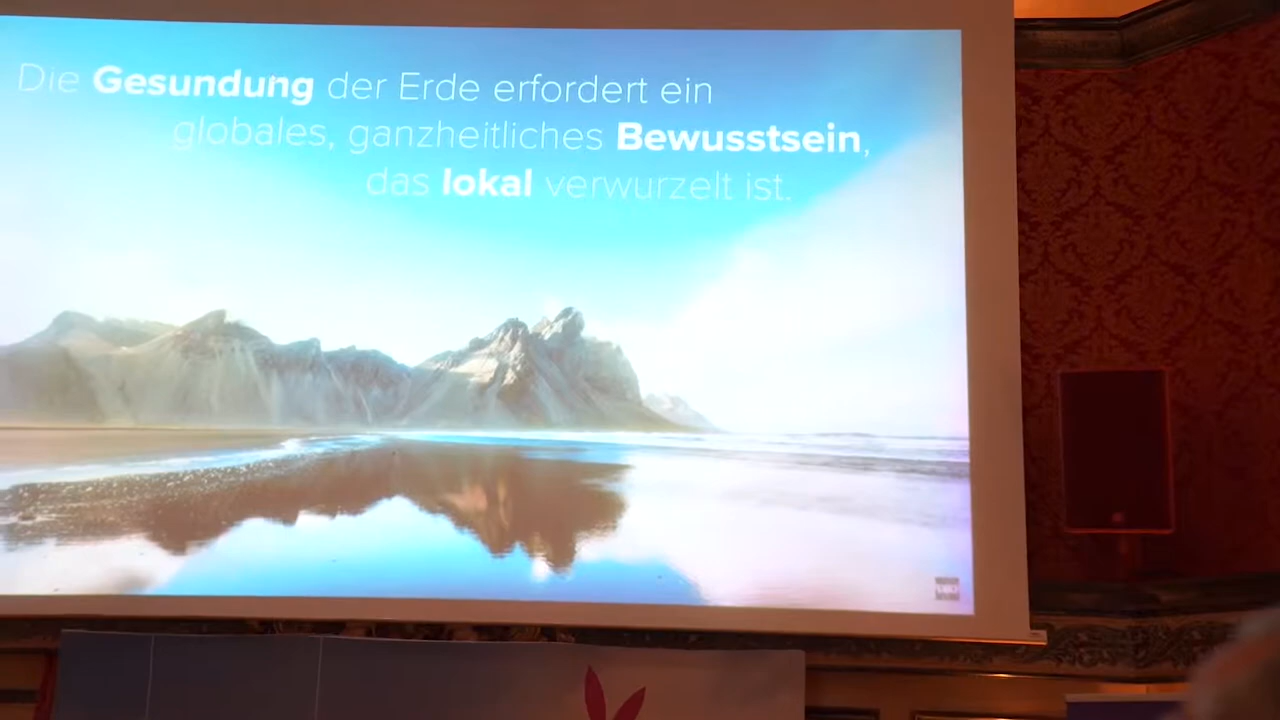 Die Gesundung der Erde erfordert ein
globales, ganzheitliches Bewusstsein,
das lokal verwurzelt ist.